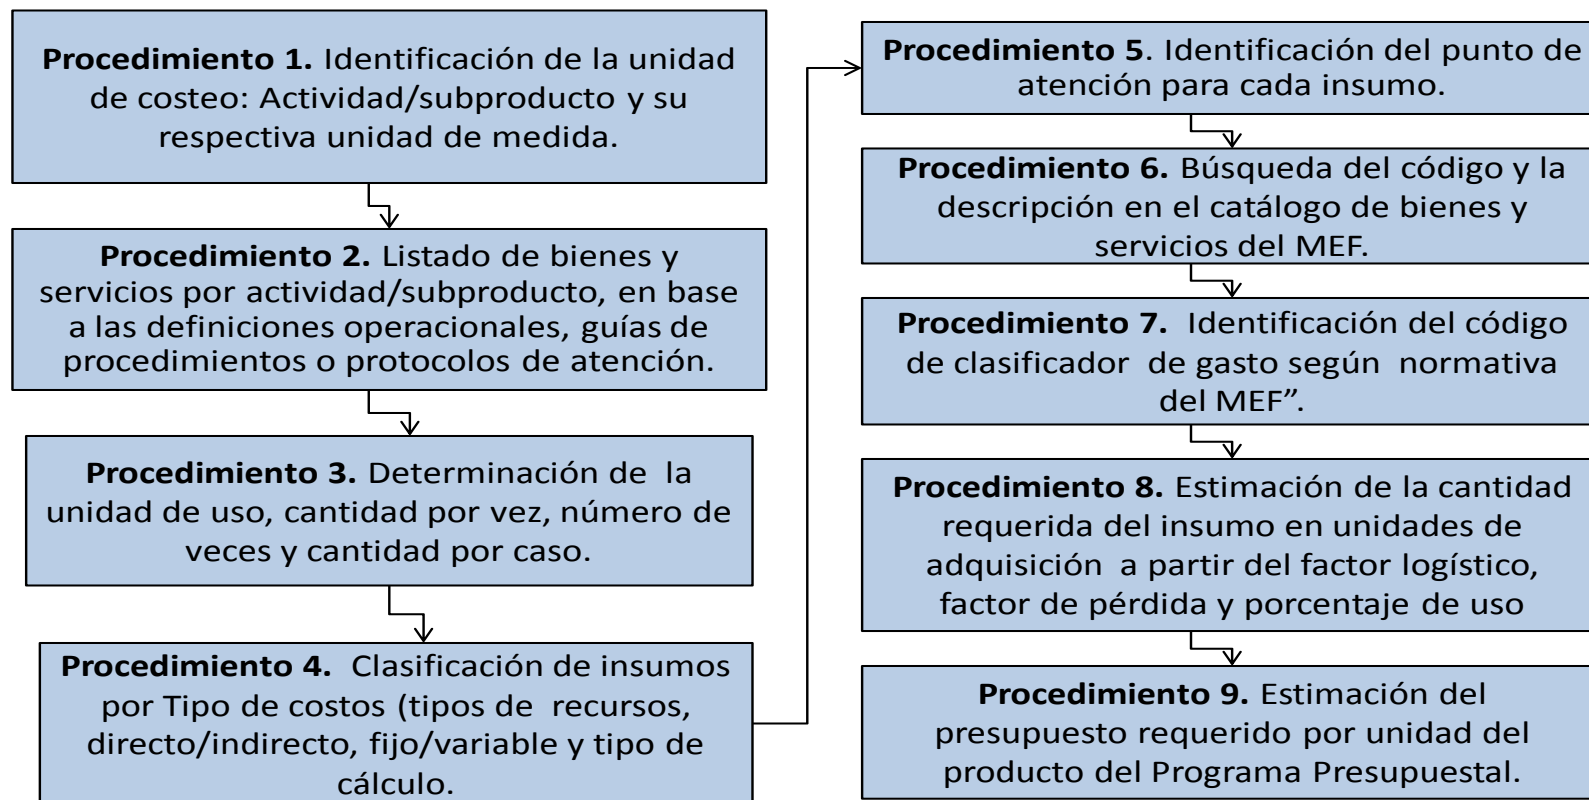 Procedimiento 1. Identificación de la unidad
de costeo: Actividad/subproducto y su
respectiva unidad de medida.
Procedimiento 2. Listado de bienes y
servicios por actividad/subproducto, en base
a las definiciones operacionales, guías de
procedimientos o protocolos de atención.
Procedimiento 3. Determinación de la
unidad de uso, cantidad por vez, número de
veces y cantidad por caso.
Procedimiento 4. Clasificación de insumos
por Tipo de costos (tipos de recursos,
directo/indirecto, fijo/variable y tipo de
cálculo.
Procedimiento 5. Identificación del punto de
atención para cada insumo.
Procedimiento 6. Búsqueda del código y la
descripción en el catálogo de bienes y
servicios del MEF.
Procedimiento 7. Identificación del código
de clasificador de gasto según normativa
del MEF”.
Procedimiento 8. Estimación de la cantidad
requerida del insumo en unidades de
adquisición a partir del factor logístico,
factor de pérdida y porcentaje de uso
Procedimiento 9. Estimación del
presupuesto requerido por unidad del
producto del Programa Presupuestal.